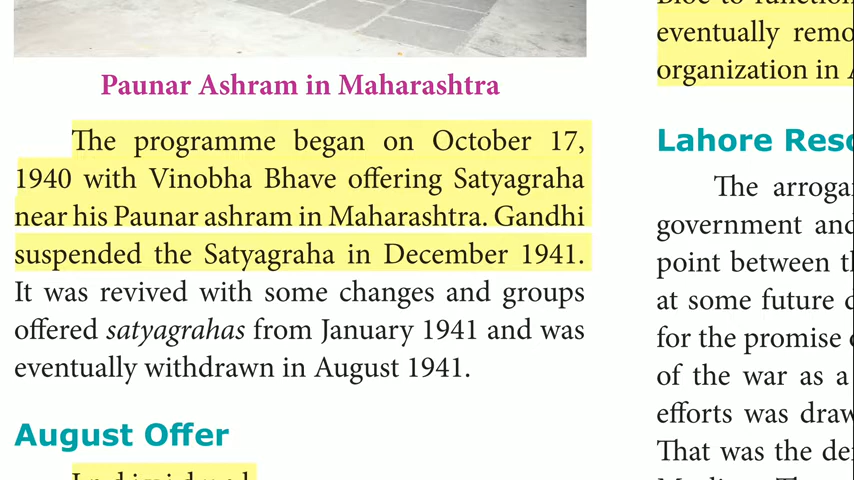 Paunar Ashram in Maharashtra
The programme began on October 17,
1940 with Vinobha Bhave offering Satyagraha
near his Paunar ashram in Maharashtra. Gandhi
suspended the Satyagraha in December 1941.
It was revived with some changes and groups
offered satyagrahas from January 1941 and was
eventually withdrawn in August 1941.
August Offer
Individual
eventually
organization in
Lahore
The
government and
point between
at some future
for the promise
of the war as a
efforts was
That was the